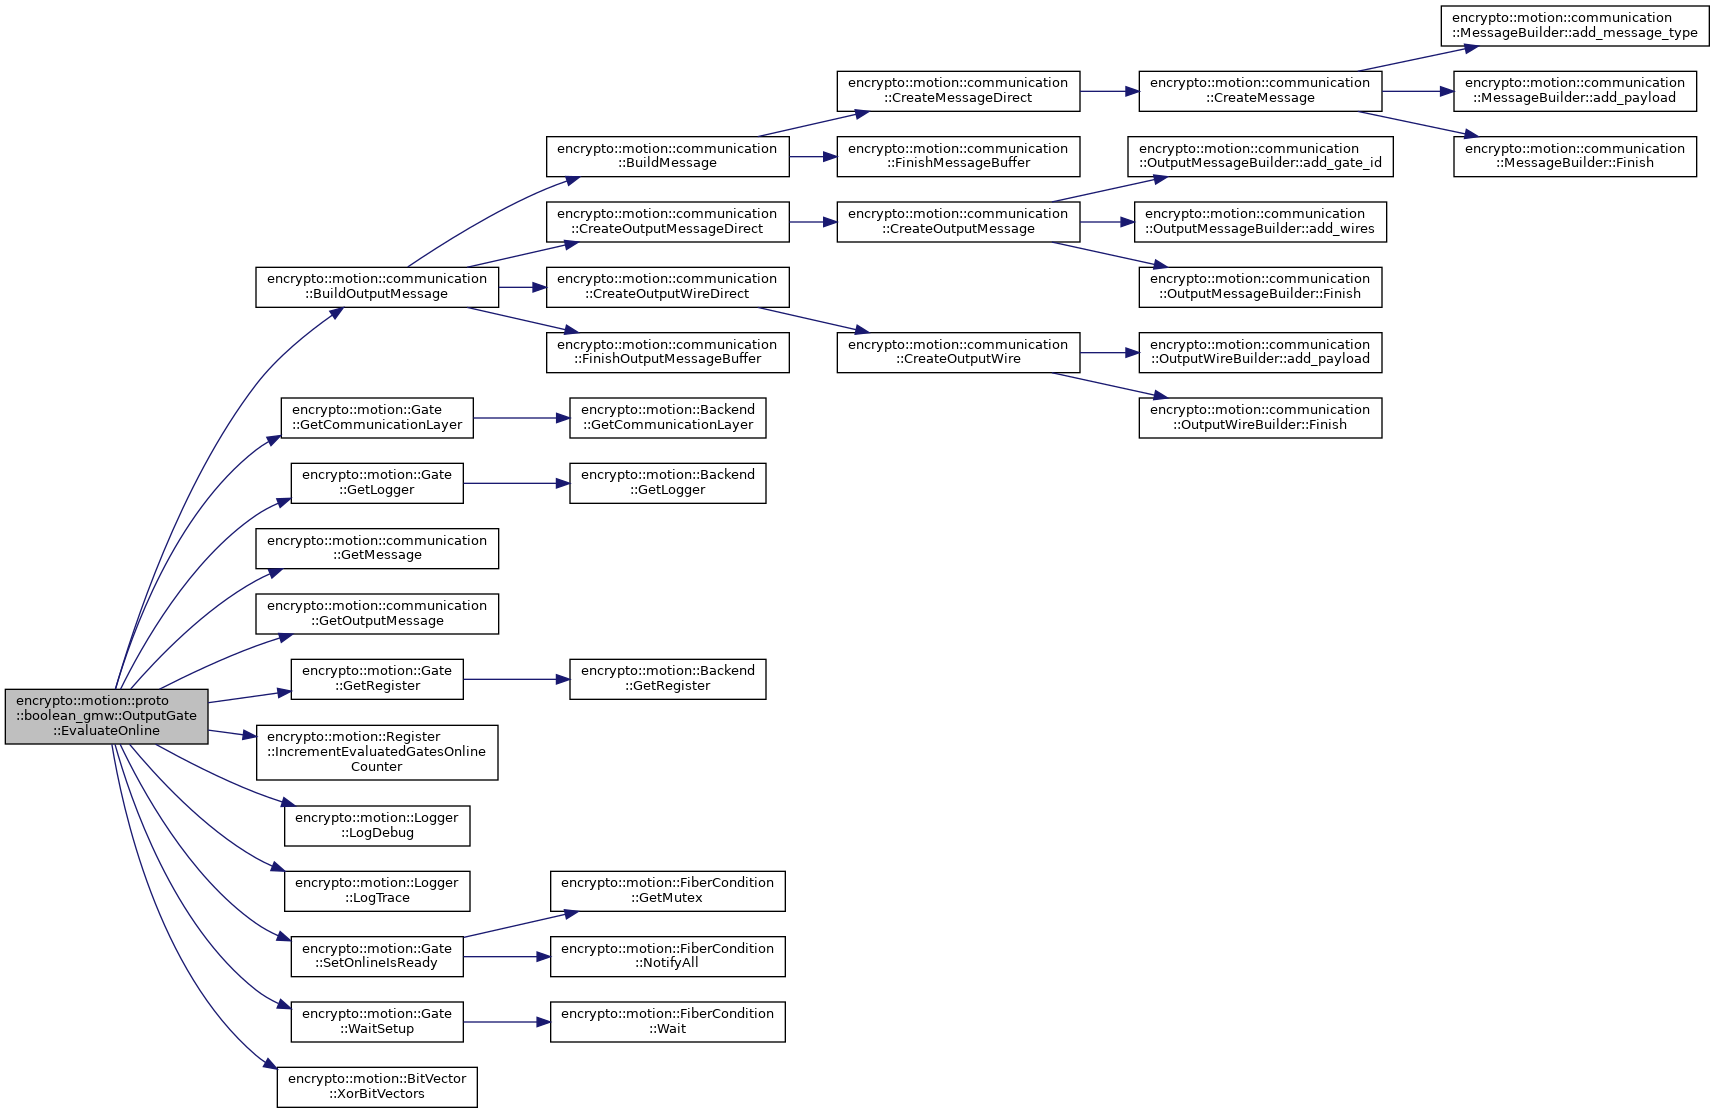 encrypto::motion::communication
::MessageBuilder::add_message_type
encrypto::motion::communication
::CreateMessageDirect
encrypto::motion::communication
::CreateMessage
encrypto::motion::communication
::MessageBuilder::add_payload
encrypto::motion::communication
::BuildMessage
encrypto::motion::communication
::FinishMessageBuffer
encrypto::motion::communication
::OutputMessageBuilder::add_gate_id
encrypto::motion::communication
::MessageBuilder::Finish
encrypto::motion::communication
::CreateOutputMessageDirect
encrypto::motion::communication
::CreateOutputMessage
encrypto::motion::communication
::OutputMessageBuilder::add_wires
encrypto::motion::communication
::BuildOutputMessage
encrypto::motion::communication
::CreateOutputWireDirect
encrypto::motion::communication
::OutputMessageBuilder::Finish
encrypto::motion::communication
::FinishOutputMessageBuffer
encrypto::motion::communication
::CreateOutputWire
encrypto::motion::communication
::OutputWireBuilder::add_payload
encrypto::motion::Gate
::GetCommunicationLayer
encrypto::motion::Backend
::GetCommunicationLayer
encrypto::motion::communication
::OutputWireBuilder::Finish
encrypto::motion::Gate
::GetLogger
encrypto::motion::Backend
::GetLogger
encrypto::motion::communication
::GetMessage
encrypto::motion::communication
::GetOutputMessage
encrypto::motion::Gate
::GetRegister
encrypto::motion::Backend
::GetRegister
encrypto::motion::proto
::boolean_gmw::OutputGate
::EvaluateOnline
encrypto::motion::Register
::IncrementEvaluatedGatesOnline
Counter
encrypto::motion::Logger
::LogDebug
encrypto::motion::Logger
::LogTrace
encrypto::motion::FiberCondition
::GetMutex
encrypto::motion::Gate
::SetOnlineIsReady
encrypto::motion::FiberCondition
::NotifyAll
encrypto::motion::Gate
::WaitSetup
encrypto::motion::FiberCondition
::Wait
encrypto::motion::BitVector
::XorBitVectors